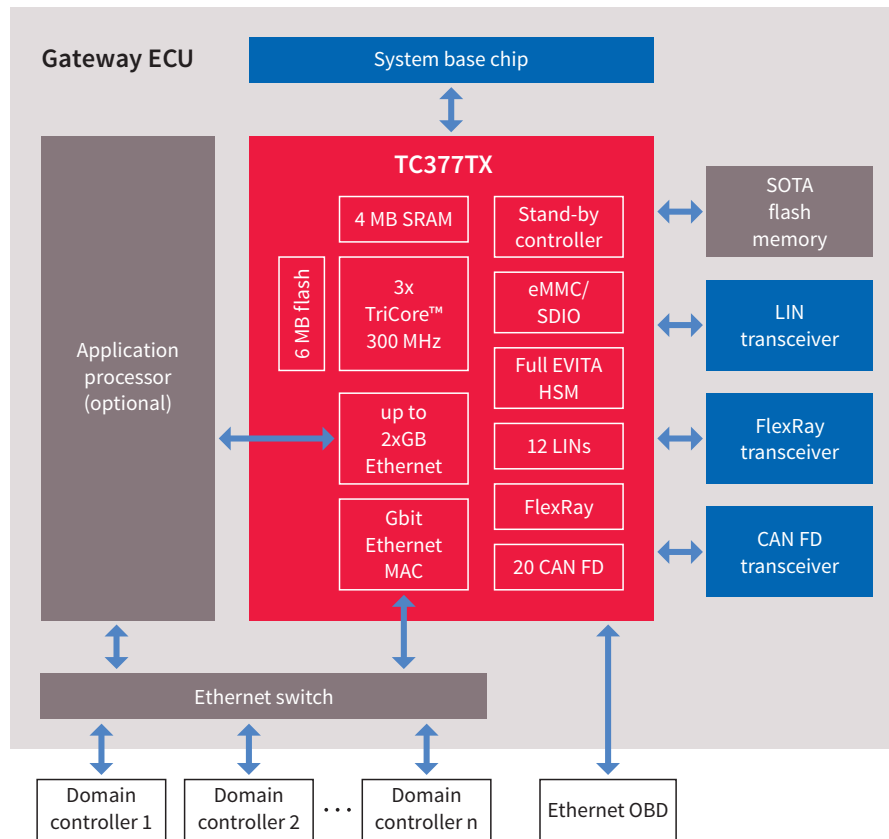 Gateway ECU
System base chip
TC377TX
4 MB SRAM
6 MB flash
3x
TriCore™
300 MHz
up to
2xGB
Ethernet
Gbit
Ethernet
MAC
Stand-by
controller
eMMC/
SDIO
Full EVITA
HSM
12 LINs
FlexRay
20 CAN FD
Application
processor
(optional)
SOTA
flash
memory
LIN
transceiver
FlexRay
transceiver
CAN FD
transceiver
Ethernet switch
Domain
controller 1
Domain
controller 2
...
Domain
controller n
Ethernet OBD